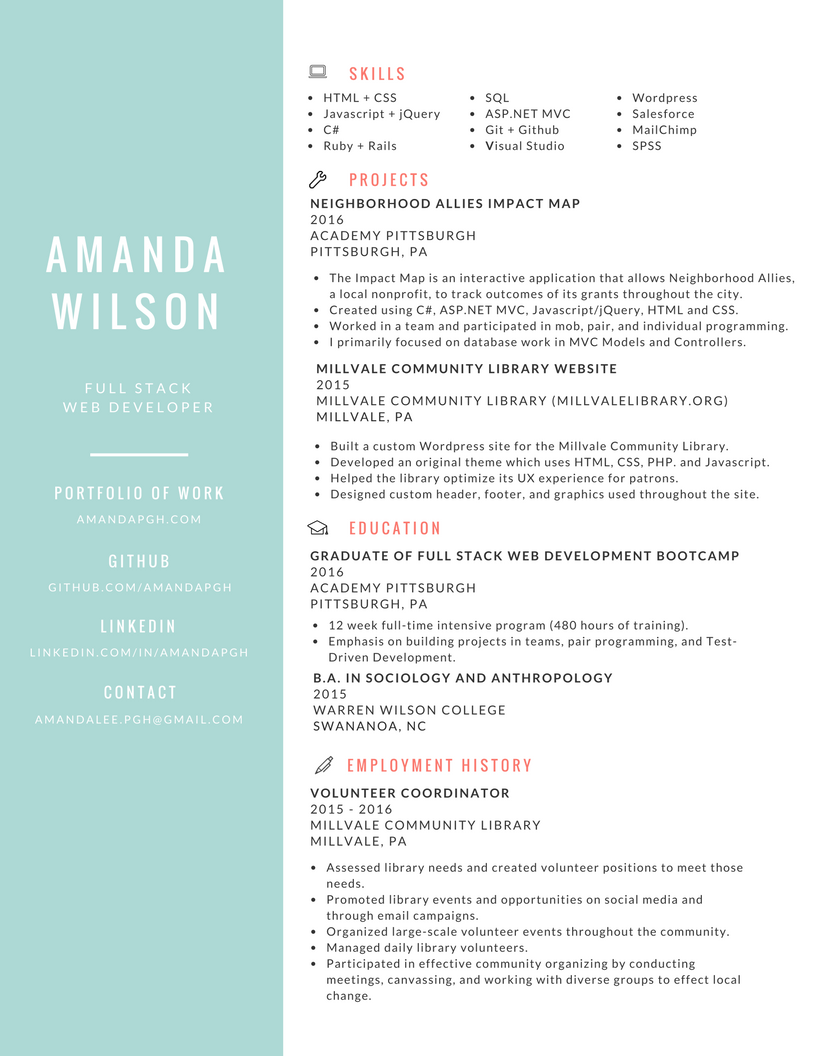 AMANDA
WILSON
FULL STACK
WEB DEVELOPER
PORTFOLIO OF WORK
AMANDAPGH.COM
GITHUB
GITHUB.COM/AMANDAPGH
LINKEDIN
LINKEDIN.COM/IN/AMANDAPGH
CONTACT
AMANDALEE.PGH@GMAIL.COM
SKILLS
• HTML + CSS
• Javascript + jQuery
• C#
• Ruby + Rails
• SQL
• ASP.NET MVC
• Git + Github
• Visual Studio
• Wordpress
• Salesforce
• MailChimp
• SPSS
PROJECTS
NEIGHBORHOOD ALLIES IMPACT MAP
2016
ACADEMY PITTSBURGH
PITTSBURGH, PA
• The Impact Map is an interactive application that allows Neighborhood Allies,
a local nonprofit, to track outcomes of its grants throughout the city.
• Created using C#, ASP.NET MVC, Javascript/jQuery, HTML and CSS.
• Worked in a team and participated in mob, pair, and individual programming.
• I primarily focused on database work in MVC Models and Controllers.
MILLVALE COMMUNITY LIBRARY WEBSITE
2015
MILLVALE COMMUNITY LIBRARY (MILLVALELIBRARY.ORG)
MILLVALE, PA
• Built a custom Wordpress site for the Millvale Community Library.
• Developed an original theme which uses HTML, CSS, PHP. and Javascript.
• Helped the library optimize its UX experience for patrons.
• Designed custom header, footer, and graphics used throughout the site.
EDUCATION
GRADUATE OF FULL STACK WEB DEVELOPMENT BOOTCAMP
2016
ACADEMY PITTSBURGH
PITTSBURGH, PA
• 12 week full-time intensive program (480 hours of training).
• Emphasis on building projects in teams, pair programming, and Test-
Driven Development.
B.A. IN SOCIOLOGY AND ANTHROPOLOGY
2015
WARREN WILSON COLLEGE
SWANANOA, NC
EMPLOYMENT HISTORY
VOLUNTEER COORDINATOR
2015 - 2016
MILLVALE COMMUNITY LIBRARY
MILLVALE, PA
• Assessed library needs and created volunteer positions to meet those
needs.
• Promoted library events and opportunities on social media and
through email campaigns.
• Organized large-scale volunteer events throughout the community.
• Managed daily library volunteers.
• Participated in effective community organizing by conducting
meetings, canvassing, and working with diverse groups to effect local
change.